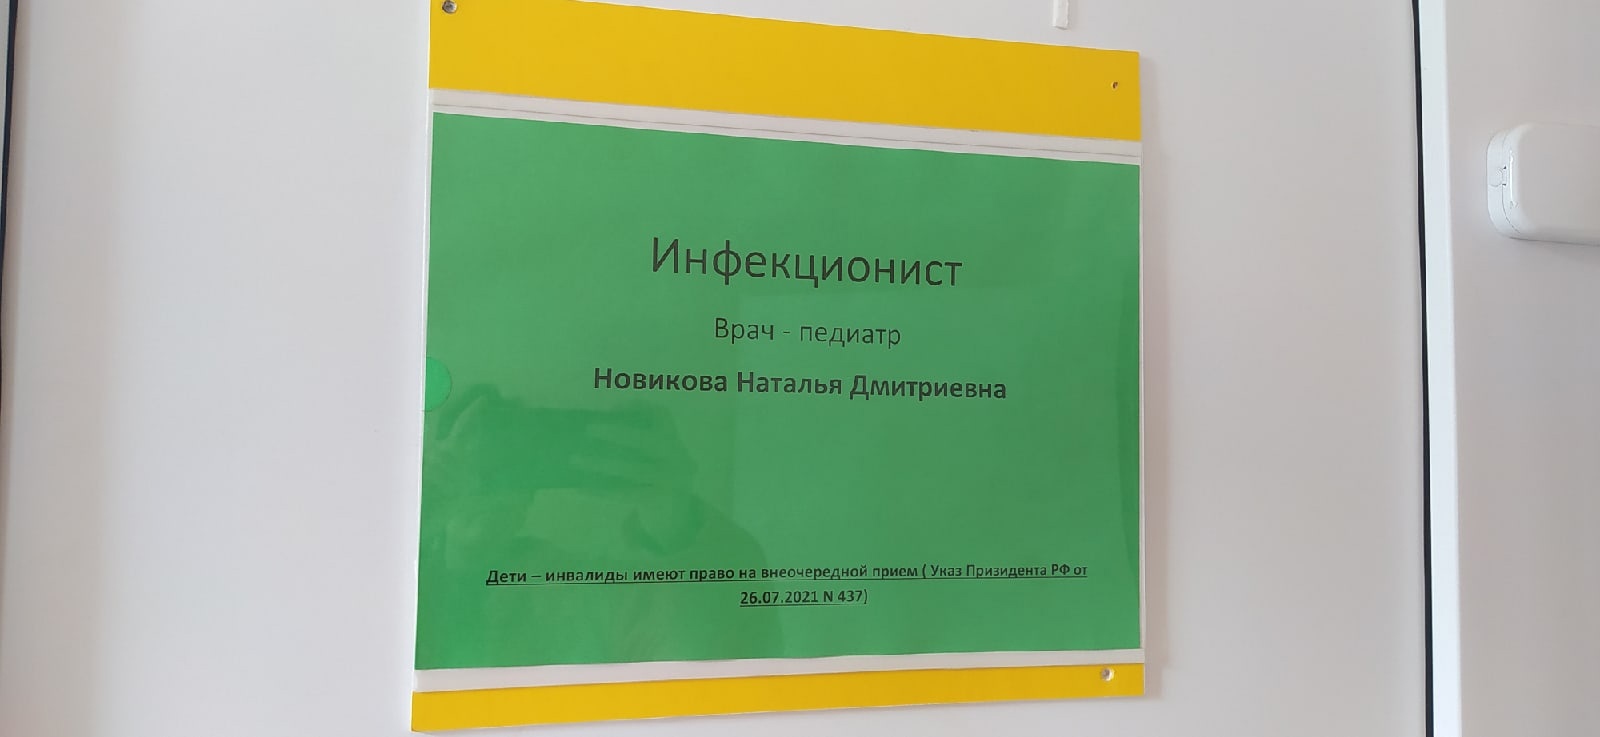 Инфекционист
Врач - педиатр
Новикова Наталья Дмитриевна
Дети – инвалиды имеют право на внеочередной прием ( Указ Призидента РФ от
26.07.2021 N 437)